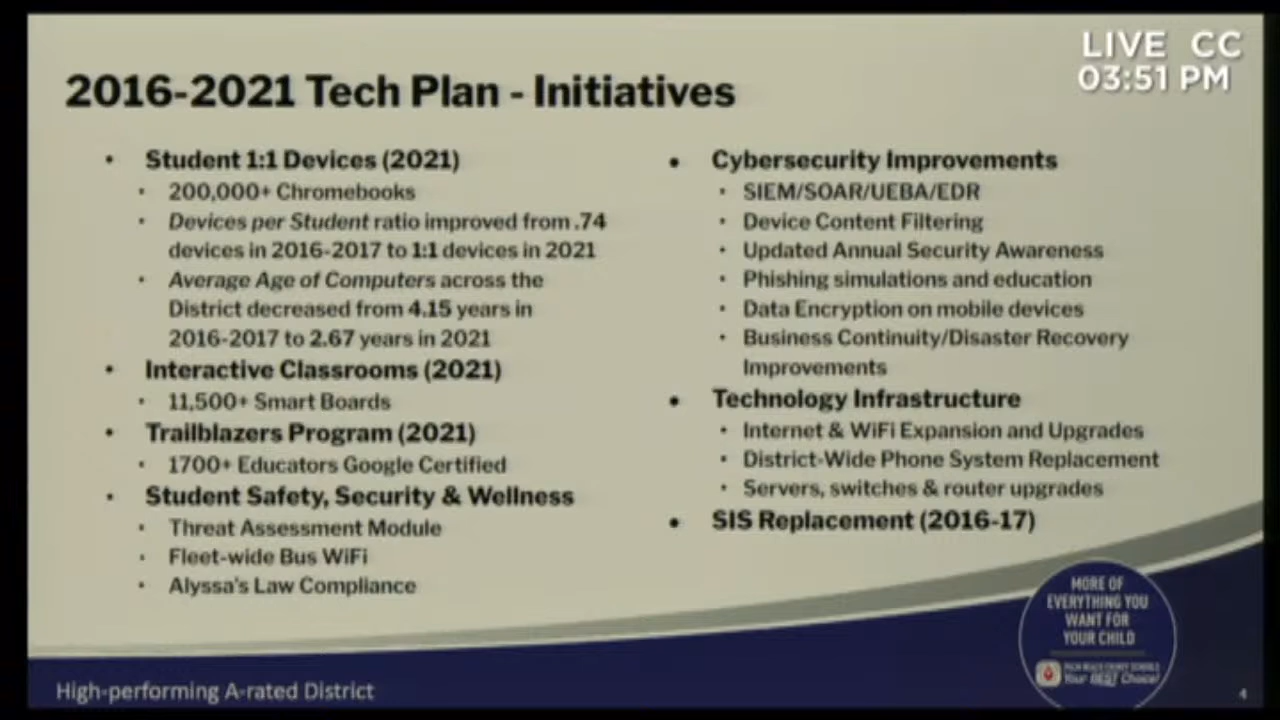 LIVE CC
03:51 PM
2016-2021 Tech Plan - Initiatives
• Student 1:1 Devices (2021)
• 200,000+ Chromebooks
• Devices per Student ratio improved from .74
devices in 2016-2017 to 1:1 devices in 2021
• Average Age of Computers across the
District decreased from 4.15 years in
2016-2017 to 2.67 years in 2021
• Interactive Classrooms (2021)
• 11,500+ Smart Boards
• Trailblazers Program (2021)
• 1700+ Educators Google Certified
• Student Safety, Security & Wellness
• Threat Assessment Module
• Fleet-wide Bus WiFi
• Alyssa's Law Compliance
• Cybersecurity Improvements
• SIEM/SOAR/UEBA/EDR
• Device Content Filtering
• Updated Annual Security Awareness
• Phishing simulations and education
• Data Encryption on mobile devices
• Business Continuity/Disaster Recovery
Improvements
• Technology Infrastructure
• Internet & WiFi Expansion and Upgrades
• District-Wide Phone System Replacement
• Servers, switches & router upgrades
• SIS Replacement (2016-17)
MORE OF
EVERYTHING YOU
WANT FOR
YOUR CHILD
PALM BEACH COUNTY SCHOOLS
Your BEST Choice!
High-performing A-rated District
4